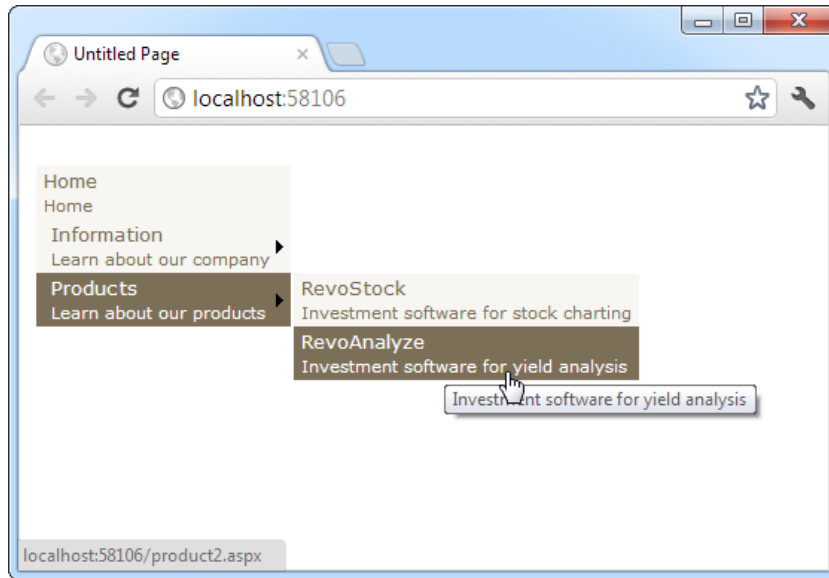 Untitled Page
localhost:58106
Home
Home
Information
Learn about our company
Products
Learn about our products
RevoStock
Investment software for stock charting
RevoAnalyze
Investment software for yield analysis
Investment software for yield analysis
localhost:58106/product2.aspx